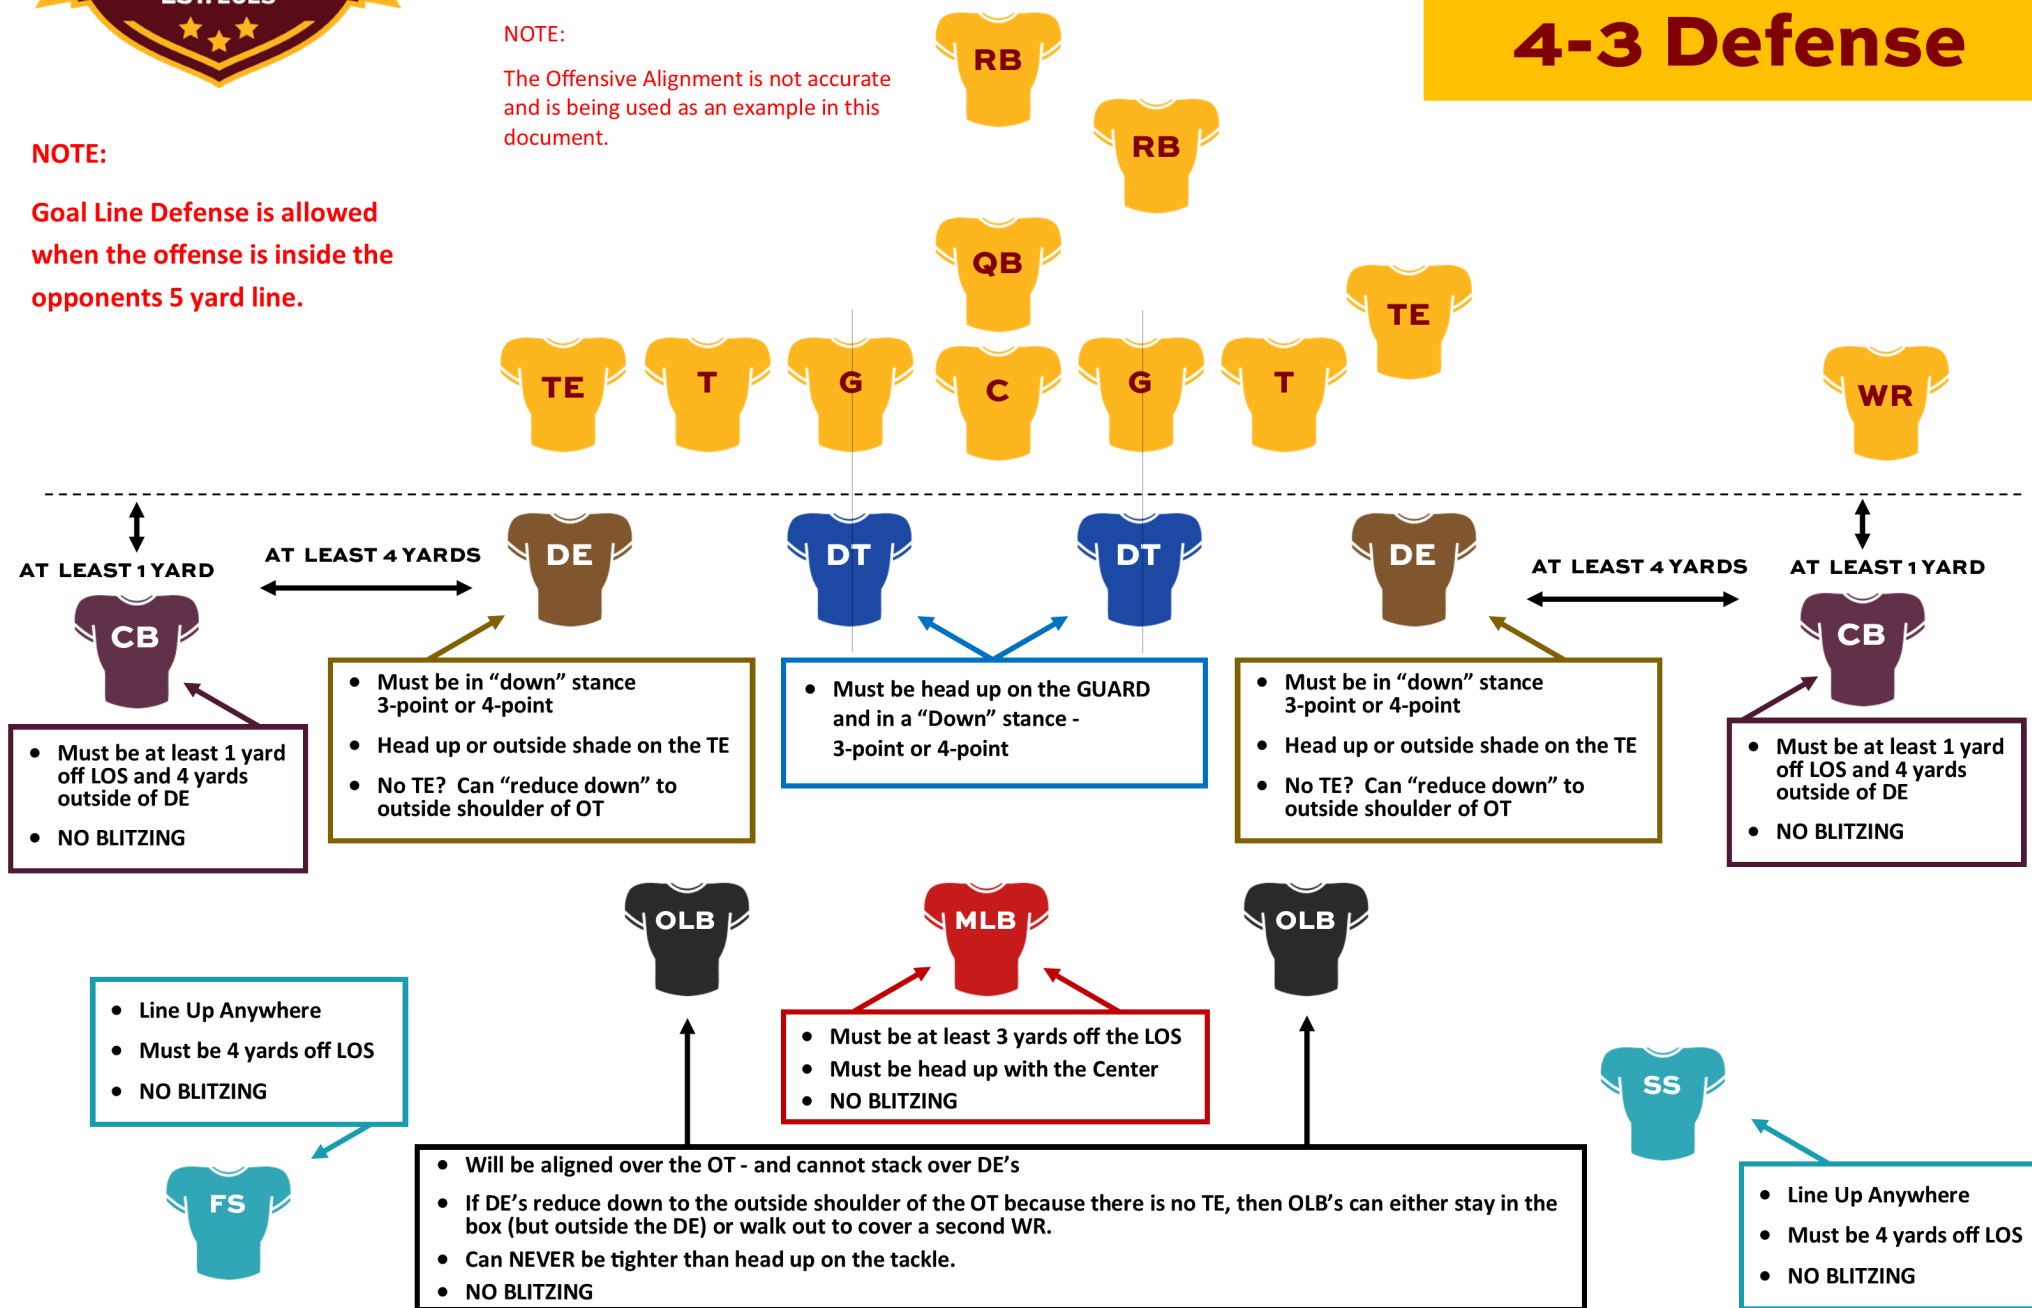 EST. 2023
4-3 Defense
NOTE:
The Offensive Alignment is not accurate
and is being used as an example in this
document.
NOTE:
Goal Line Defense is allowed
when the offense is inside the
opponents 5 yard line.
RB
RB
QB
TE
TE
T
G
C
G
T
WR
DE
DT
DT
DE
AT LEAST 1 YARD
AT LEAST 4 YARDS
AT LEAST 4 YARDS
AT LEAST 1 YARD
CB
CB
• Must be at least 1 yard
off LOS and 4 yards
outside of DE
• NO BLITZING
• Must be in “down” stance
3-point or 4-point
• Head up or outside shade on the TE
• No TE? Can “reduce down” to
outside shoulder of OT
• Must be head up on the GUARD
and in a “Down” stance -
3-point or 4-point
• Must be in “down” stance
3-point or 4-point
• Head up or outside shade on the TE
• No TE? Can “reduce down” to
outside shoulder of OT
• Must be at least 1 yard
off LOS and 4 yards
outside of DE
• NO BLITZING
OLB
MLB
OLB
• Line Up Anywhere
• Must be 4 yards off LOS
• NO BLITZING
• Must be at least 3 yards off the LOS
• Must be head up with the Center
• NO BLITZING
SS
FS
• Will be aligned over the OT - and cannot stack over DE’s
• If DE’s reduce down to the outside shoulder of the OT because there is no TE, then OLB’s can either stay in the
box (but outside the DE) or walk out to cover a second WR.
• Can NEVER be tighter than head up on the tackle.
• NO BLITZING
• Line Up Anywhere
• Must be 4 yards off LOS
• NO BLITZING